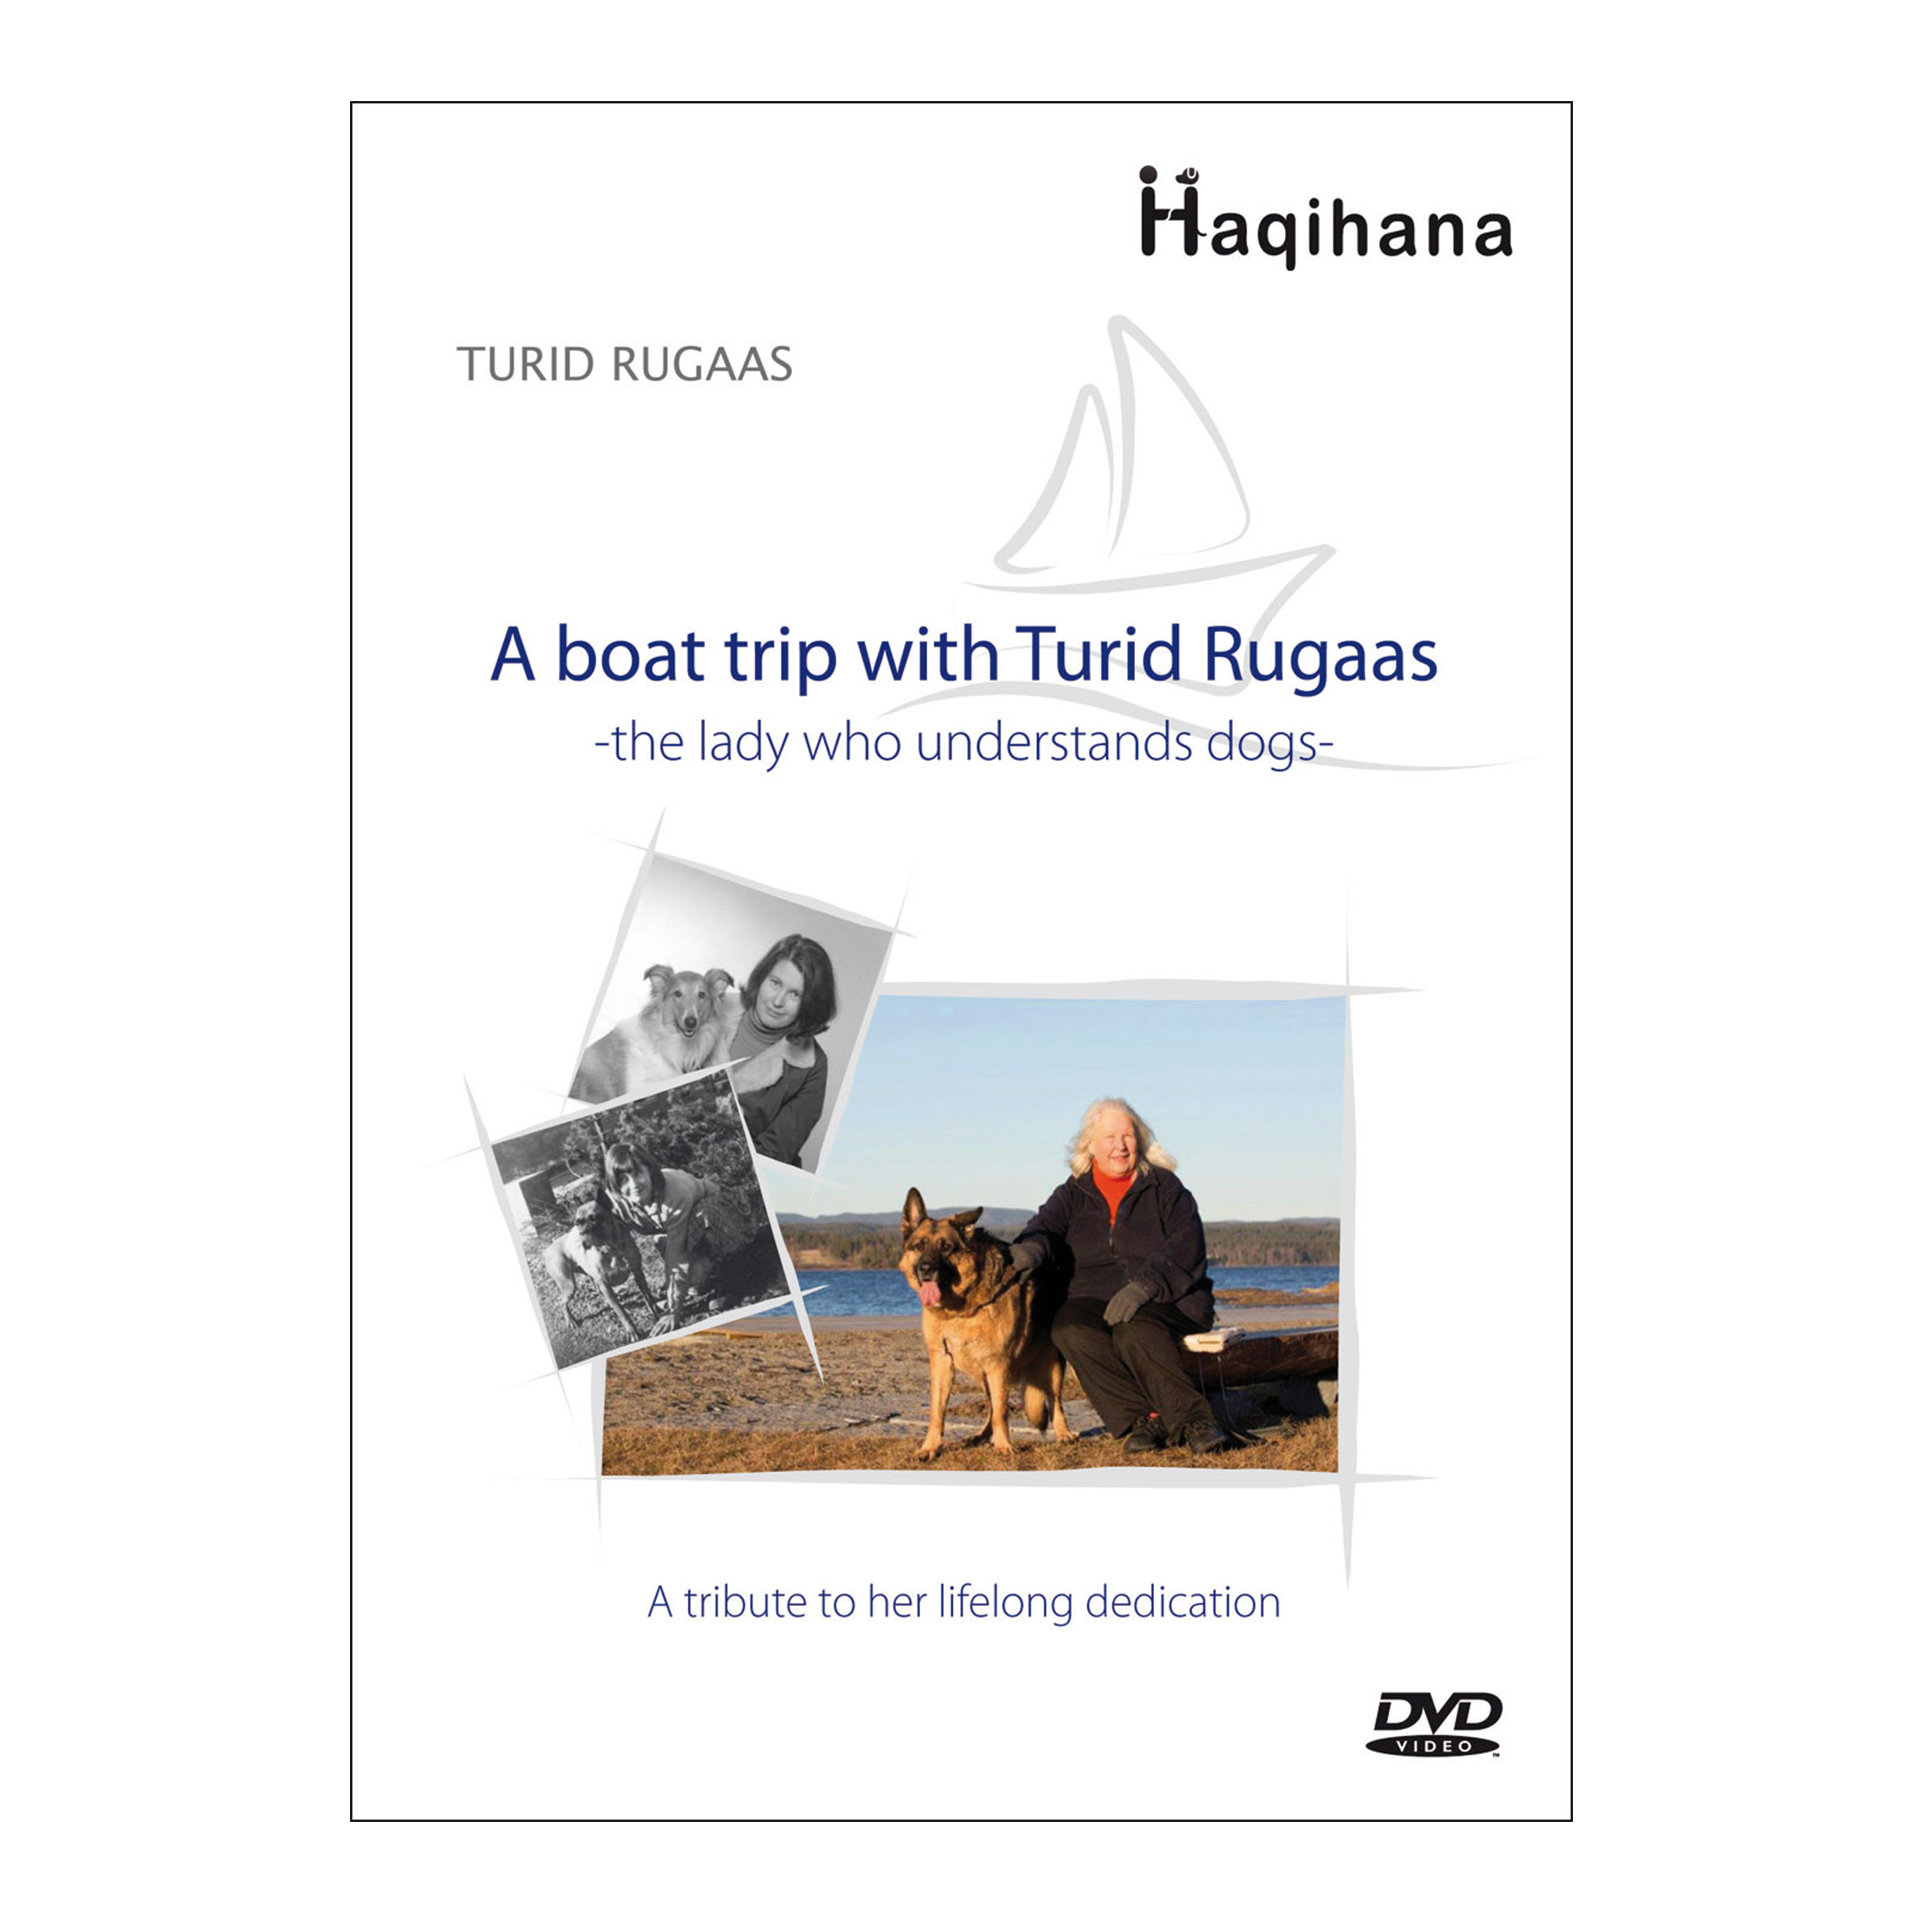 Haqihana
TURID RUGAAS
A boat trip with Turid Rugaas
-the lady who understands dogs-
A tribute to her lifelong dedication
DVD
VIDEO
TM